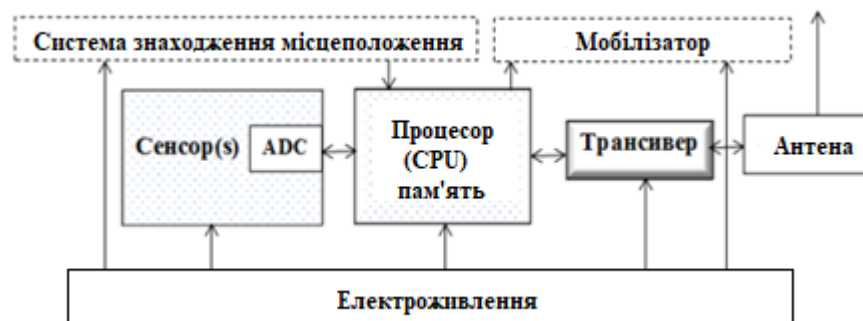 Система знаходження місцеположення
Мобілізатор
Сенсор(s)
ADC
Процесор
(CPU)
пам'ять
Трансивер
Антена
Електроживлення